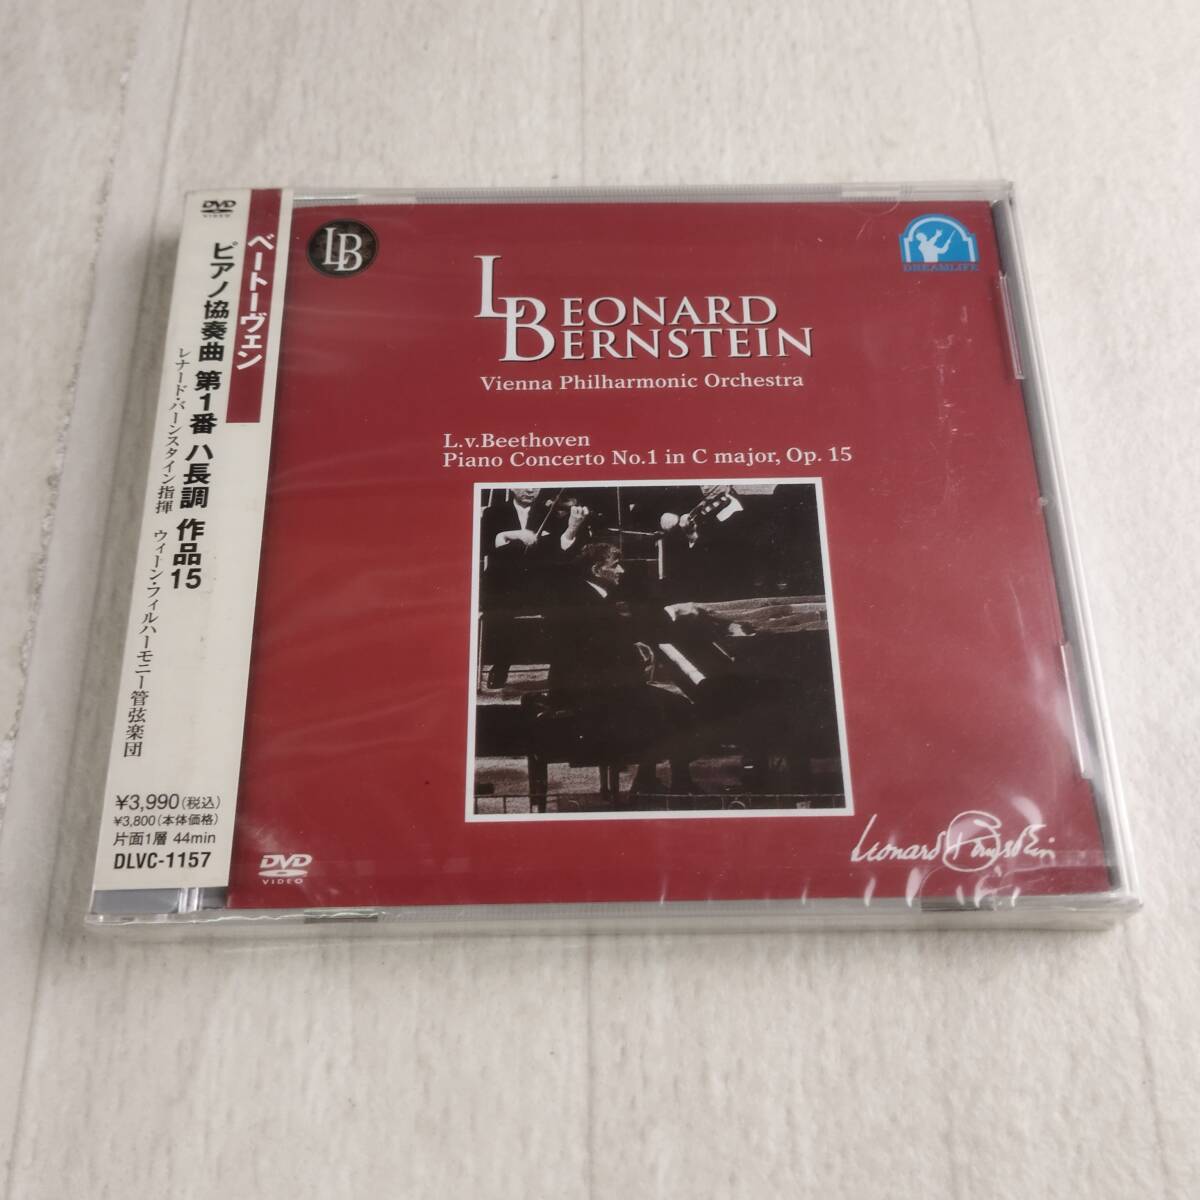 DVD
VIDEO
ベートーヴェン
ピアノ協奏曲 第1番 ハ長調 作品15
レナード・バーンスタイン指揮 ウィーン・フィルハーモニー管弦楽団
¥3,990(税込)
¥3,800(本体価格)
片面1層 44min
DLVC-1157
LB
DREAMLIFE
LEONARD
BERNSTEIN
Vienna Philharmonic Orchestra
L.v.Beethoven
Piano Concerto No.1 in C major, Op. 15
Leonard Bernstein
DVD
VIDEO